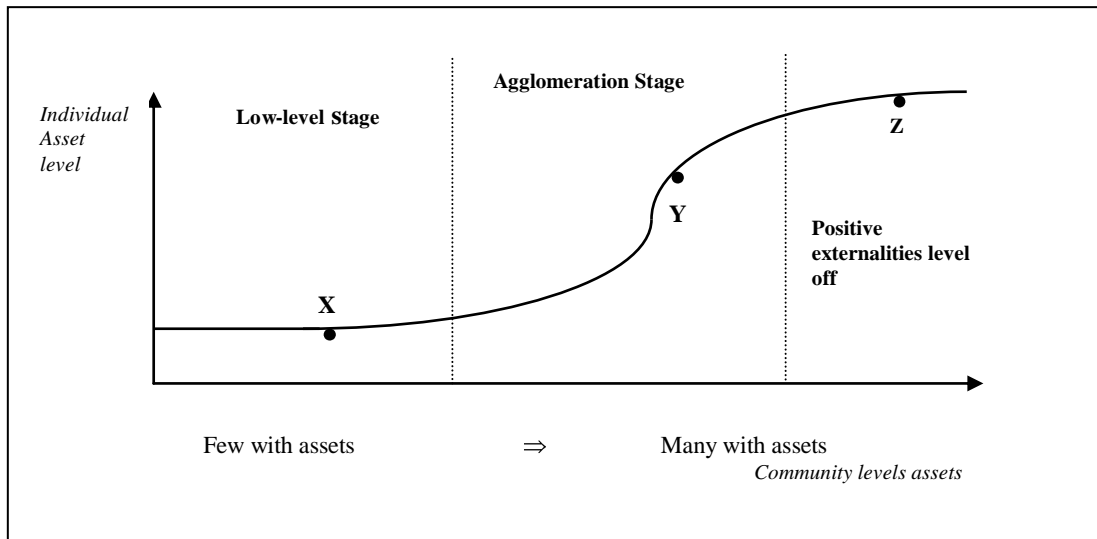 Agglomeration Stage
Individual
Asset
level
Low-level Stage
X
Y
Z
Positive
externalities level
off
Few with assets ⇒ Many with assets
Community levels assets